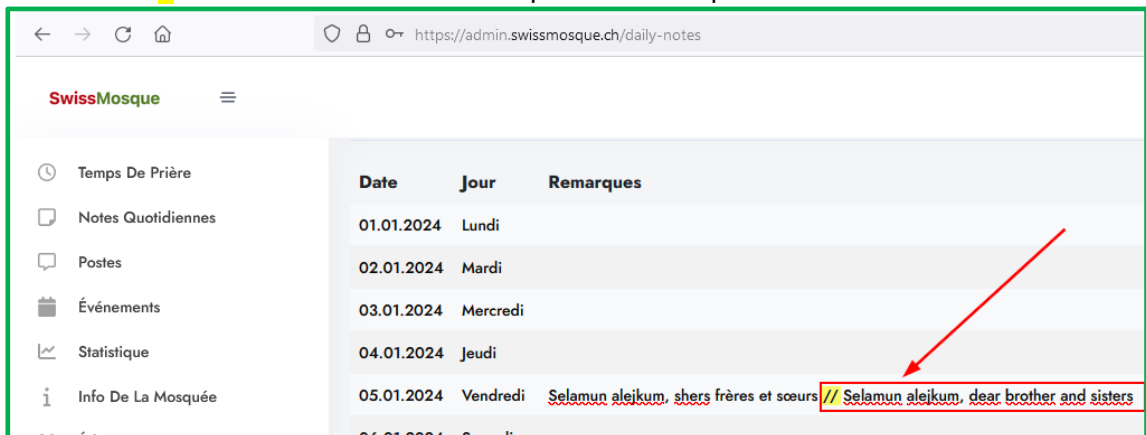 https://admin.swissmosque.ch/daily-notes
SwissMosque
Temps De Prière
Notes Quotidiennes
Postes
Événements
Statistique
Info De La Mosquée
Date Jour Remarques
01.01.2024 Lundi
02.01.2024 Mardi
03.01.2024 Mercredi
04.01.2024 Jeudi
05.01.2024 Vendredi Selamun alejkum, shers frères et sœurs // Selamun alejkum, dear brother and sisters